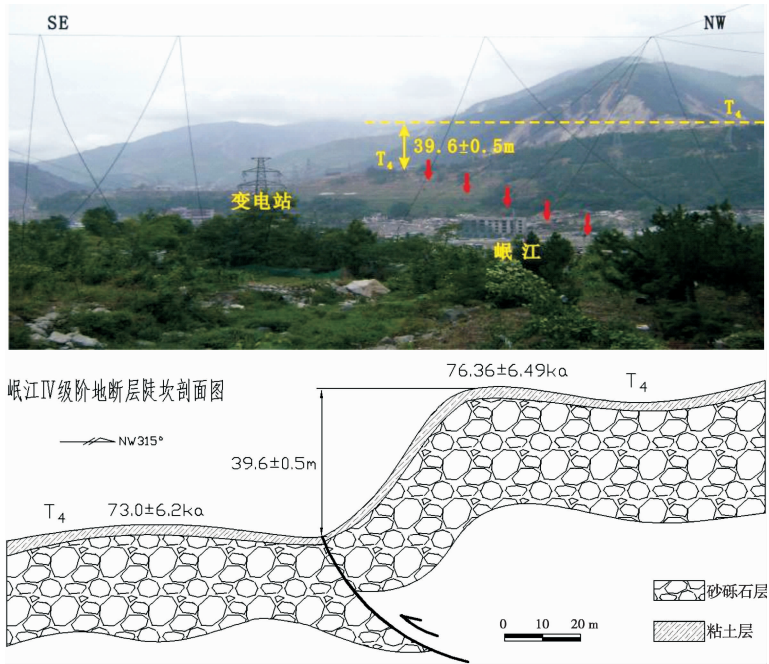 SE
NW
T₄
39.6±0.5m
T₄
变电站
岷 江
76.36±6.49ka
T₄
岷江Ⅳ级阶地断层陡坎剖面图
NW315°
39.6±0.5m
T₄
73.0±6.2ka
砂砾石层
0 10 20 m
粘土层